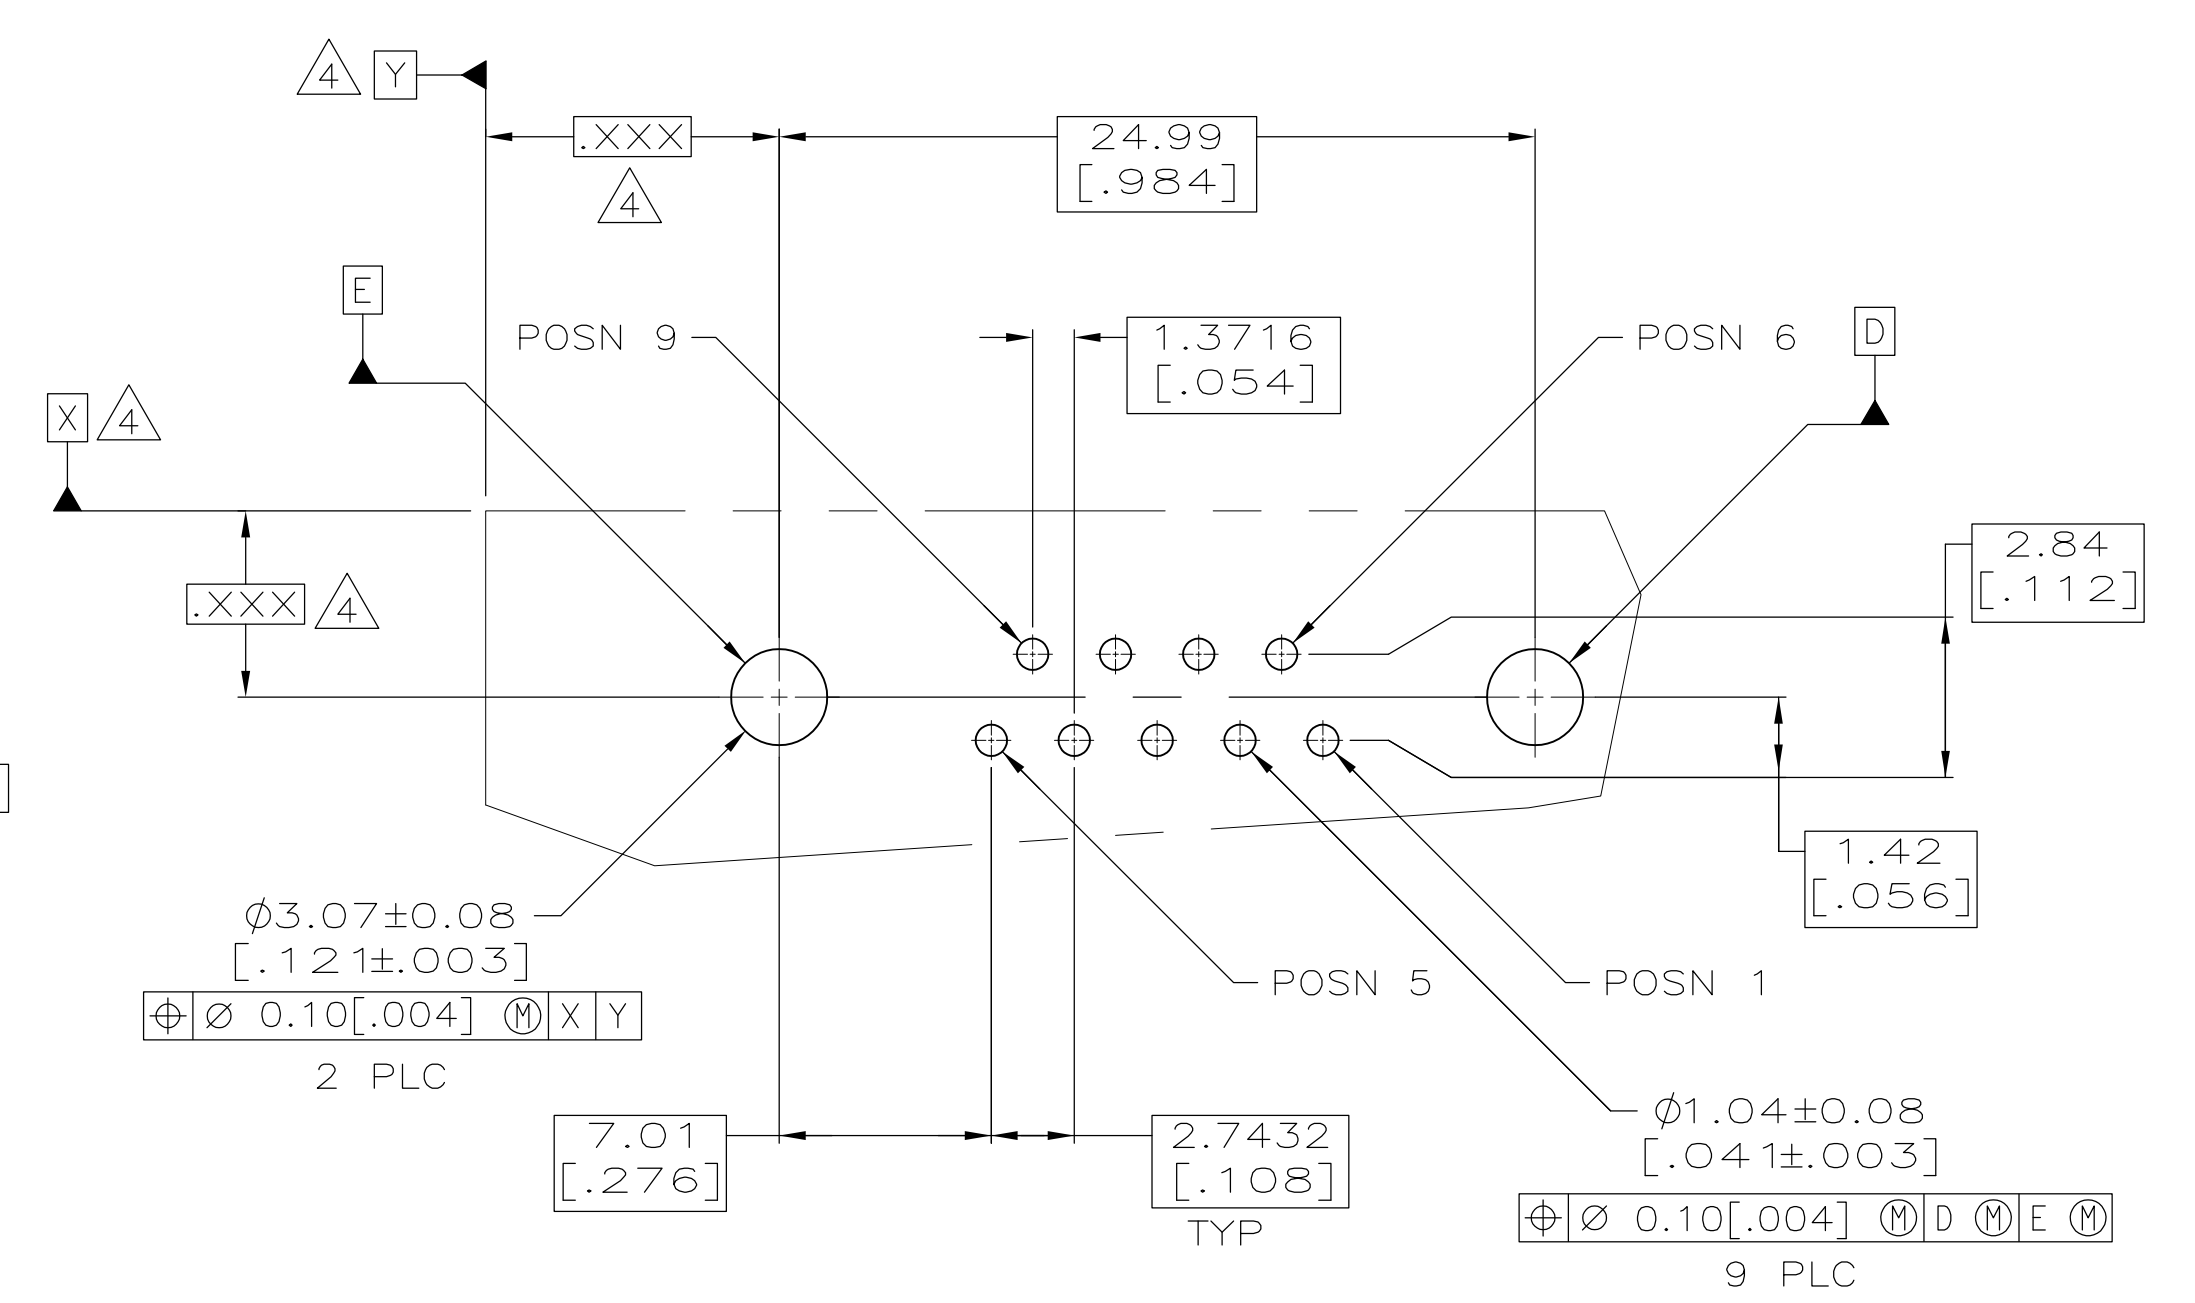 4 Y
.XXX
4
24.99
[.984]
E
POSN 9
1.3716
[.054]
POSN 6
D
X 4
.XXX 4
2.84
[.112]
1.42
[.056]
Ø3.07±0.08
[.121±.003]
⌖ Ø 0.10[.004] Ⓜ X Y
2 PLC
POSN 5
POSN 1
7.01
[.276]
2.7432
[.108]
TYP
Ø1.04±0.08
[.041±.003]
⌖ Ø 0.10[.004] Ⓜ D Ⓜ E Ⓜ
9 PLC